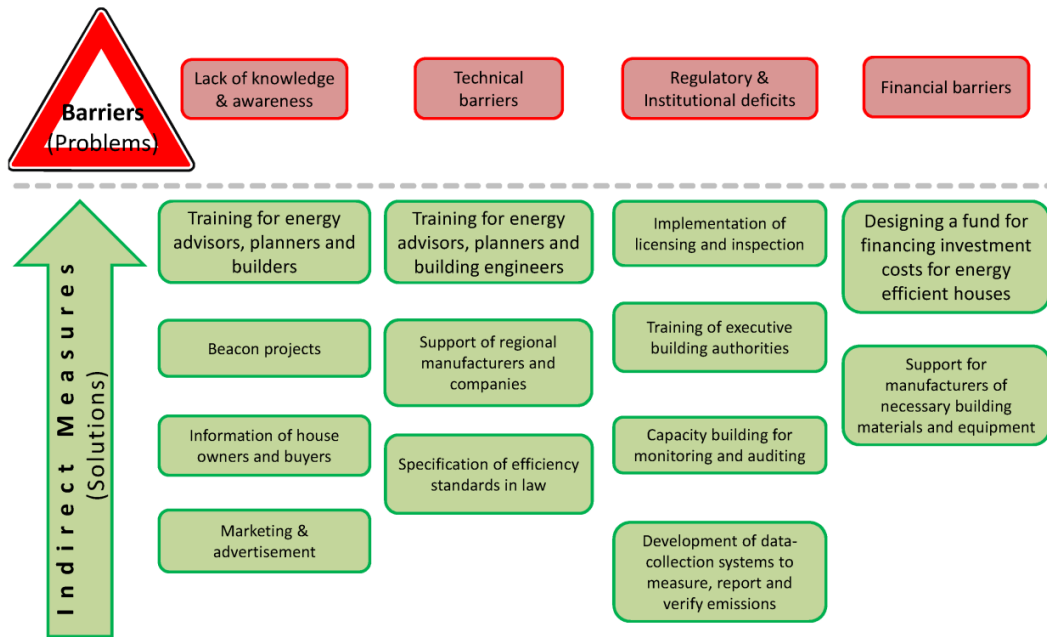 Barriers
(Problems)
Lack of knowledge
& awareness
Technical
barriers
Regulatory &
Institutional deficits
Financial barriers
Indirect Measures
(Solutions)
Training for energy
advisors, planners and
builders
Beacon projects
Information of house
owners and buyers
Marketing &
advertisement
Training for energy
advisors, planners and
building engineers
Support of regional
manufacturers and
companies
Specification of efficiency
standards in law
Implementation of
licensing and inspection
Training of executive
building authorities
Capacity building for
monitoring and auditing
Development of data-
collection systems to
measure, report and
verify emissions
Designing a fund for
financing investment
costs for energy
efficient houses
Support for
manufacturers of
necessary building
materials and equipment